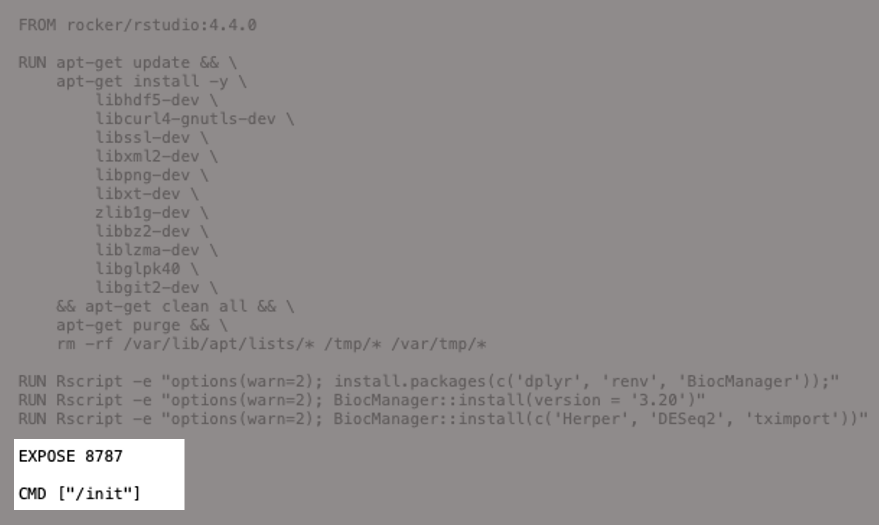 FROM rocker/rstudio:4.4.0
RUN apt-get update && \
apt-get install -y \
libhdf5-dev \
libcurl4-gnutls-dev \
libssl-dev \
libxml2-dev \
libpng-dev \
libxt-dev \
zlib1g-dev \
libbz2-dev \
liblzma-dev \
libglpk40 \
libgit2-dev \
&& apt-get clean all && \
apt-get purge && \
rm -rf /var/lib/apt/lists/* /tmp/* /var/tmp/*
RUN Rscript -e "options(warn=2); install.packages(c('dplyr', 'renv', 'BiocManager'));"
RUN Rscript -e "options(warn=2); BiocManager::install(version = '3.20')"
RUN Rscript -e "options(warn=2); BiocManager::install(c('Herper', 'DESeq2', 'tximport'))"
EXPOSE 8787
CMD ["/init"]